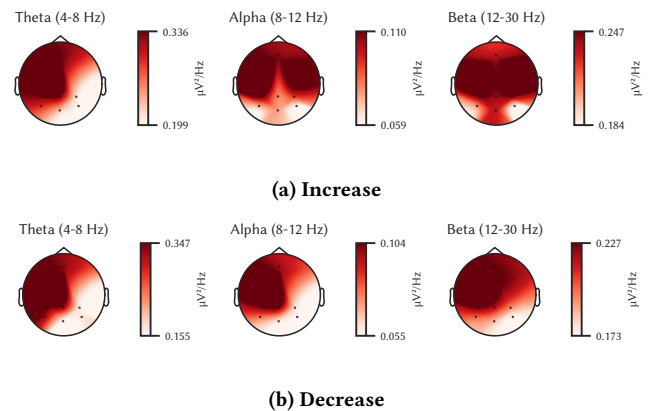 Theta (4-8 Hz) Alpha (8-12 Hz) Beta (12-30 Hz)
0.336 0.110 0.247
μV²/Hz μV²/Hz μV²/Hz
0.199 0.059 0.184
(a) Increase
Theta (4-8 Hz) Alpha (8-12 Hz) Beta (12-30 Hz)
0.347 0.104 0.227
μV²/Hz μV²/Hz μV²/Hz
0.155 0.055 0.173
(b) Decrease